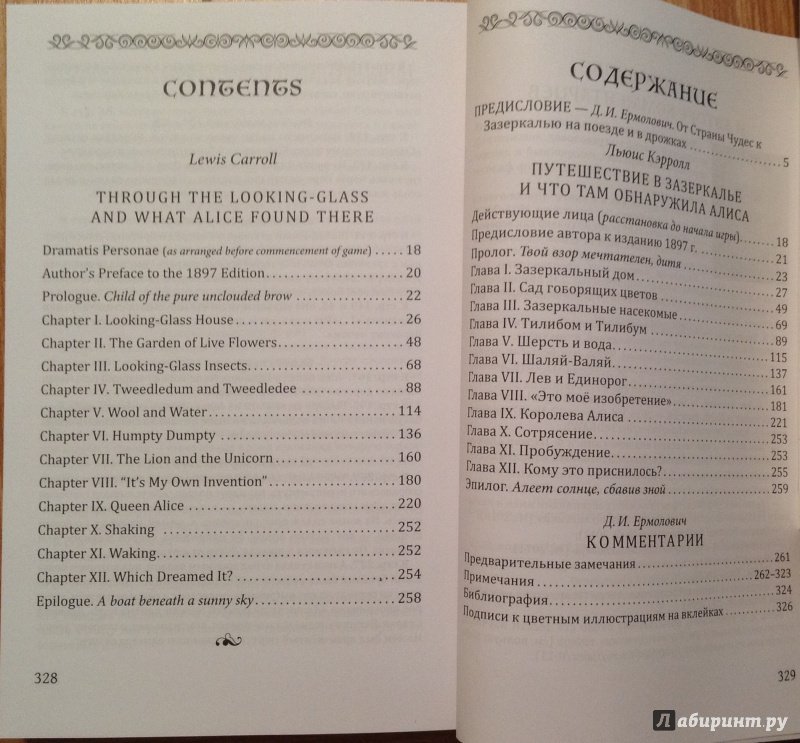 CONTENTS
Lewis Carroll
THROUGH THE LOOKING-GLASS
AND WHAT ALICE FOUND THERE
Dramatis Personae (as arranged before commencement of game) ..... 18
Author's Preface to the 1897 Edition ..... 20
Prologue. Child of the pure unclouded brow ..... 22
Chapter I. Looking-Glass House ..... 26
Chapter II. The Garden of Live Flowers ..... 48
Chapter III. Looking-Glass Insects ..... 68
Chapter IV. Tweedledum and Tweedledee ..... 88
Chapter V. Wool and Water ..... 114
Chapter VI. Humpty Dumpty ..... 136
Chapter VII. The Lion and the Unicorn ..... 160
Chapter VIII. “It's My Own Invention” ..... 180
Chapter IX. Queen Alice ..... 220
Chapter X. Shaking ..... 252
Chapter XI. Waking ..... 252
Chapter XII. Which Dreamed It? ..... 254
Epilogue. A boat beneath a sunny sky ..... 258
328
СОДЕРЖАНИЕ
ПРЕДИСЛОВИЕ — Д. И. Ермолович. От Страны Чудес к
Зазеркалью на поезде и в дрожках ..... 5
Льюис Кэрролл
ПУТЕШЕСТВИЕ В ЗАЗЕРКАЛЬЕ
И ЧТО ТАМ ОБНАРУЖИЛА АЛИСА
Действующие лица (расстановка до начала игры) ..... 18
Предисловие автора к изданию 1897 г. ..... 21
Пролог. Твой взор мечтателен, дитя ..... 23
Глава I. Зазеркальный дом ..... 27
Глава II. Сад говорящих цветов ..... 49
Глава III. Зазеркальные насекомые ..... 69
Глава IV. Тилибом и Тилибум ..... 89
Глава V. Шерсть и вода ..... 115
Глава VI. Шаляй-Валяй ..... 137
Глава VII. Лев и Единорог ..... 161
Глава VIII. «Это моё изобретение» ..... 181
Глава IX. Королева Алиса ..... 221
Глава X. Сотрясение ..... 253
Глава XI. Пробуждение ..... 253
Глава XII. Кому это приснилось? ..... 255
Эпилог. Алеет солнце, сбавив зной ..... 259
Д. И. Ермолович
КОММЕНТАРИИ
Предварительные замечания ..... 261
Примечания ..... 262–323
Библиография ..... 324
Подписи к цветным иллюстрациям на вклейках ..... 326
329
Лабиринт.ру